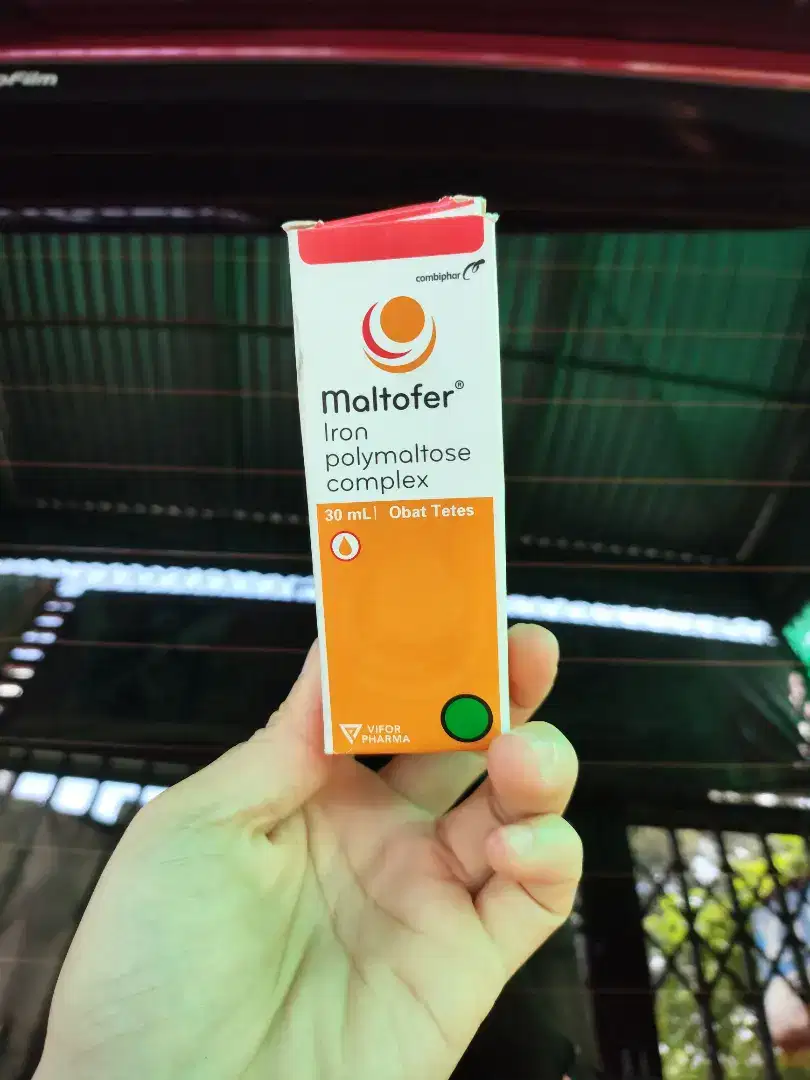 combiphar
Maltofer®
Iron
polymaltose
complex
30 mL| Obat Tetes
VIFOR
PHARMA